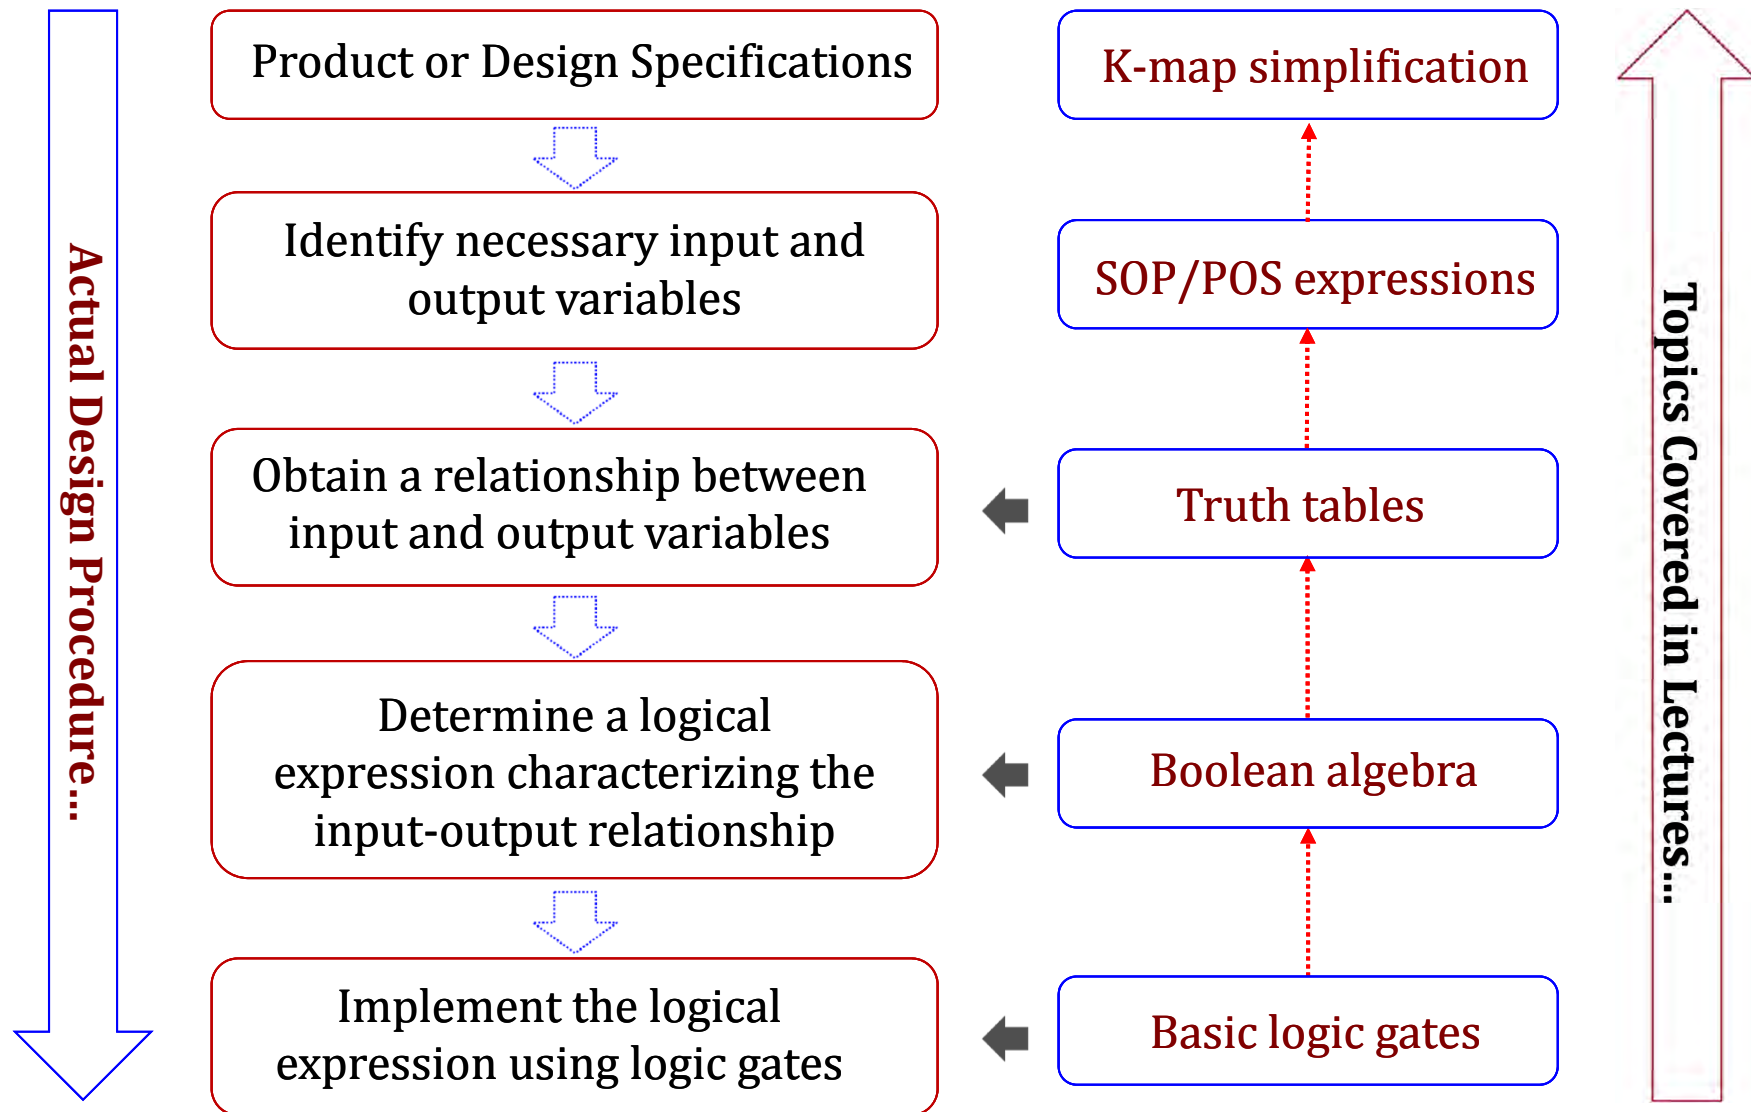 Actual Design Procedure...
Product or Design Specifications
Identify necessary input and
output variables
Obtain a relationship between
input and output variables
Determine a logical
expression characterizing the
input-output relationship
Implement the logical
expression using logic gates
K-map simplification
SOP/POS expressions
Truth tables
Boolean algebra
Basic logic gates
Topics Covered in Lectures...